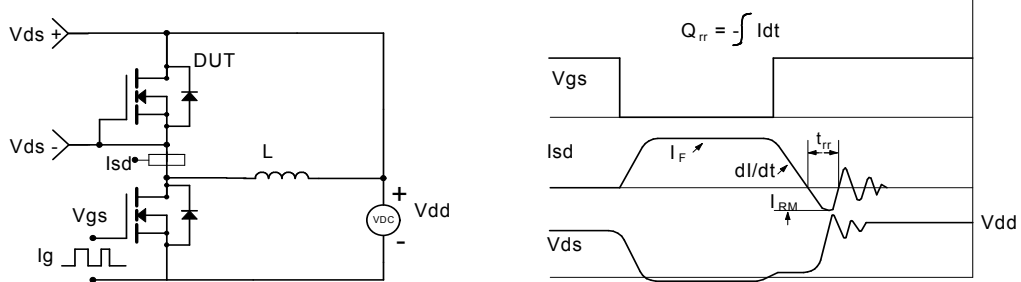 Vds +
DUT
Vds -
Isd
L
Vgs
Ig
+
VDC
-
Vdd
Q rr = -∫ Idt
Vgs
Isd
I F
dI/dt
t rr
I RM
Vdd
Vds